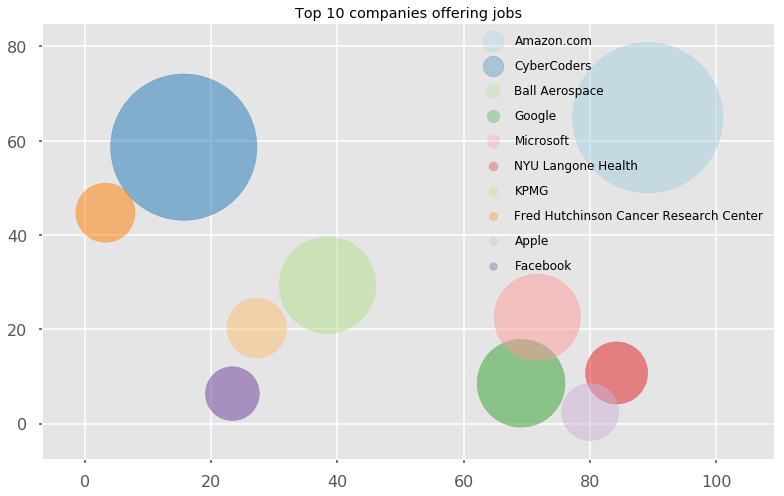 Top 10 companies offering jobs
80
60
40
20
0
Amazon.com
CyberCoders
Ball Aerospace
Google
Microsoft
NYU Langone Health
KPMG
Fred Hutchinson Cancer Research Center
Apple
Facebook
0 20 40 60 80 100